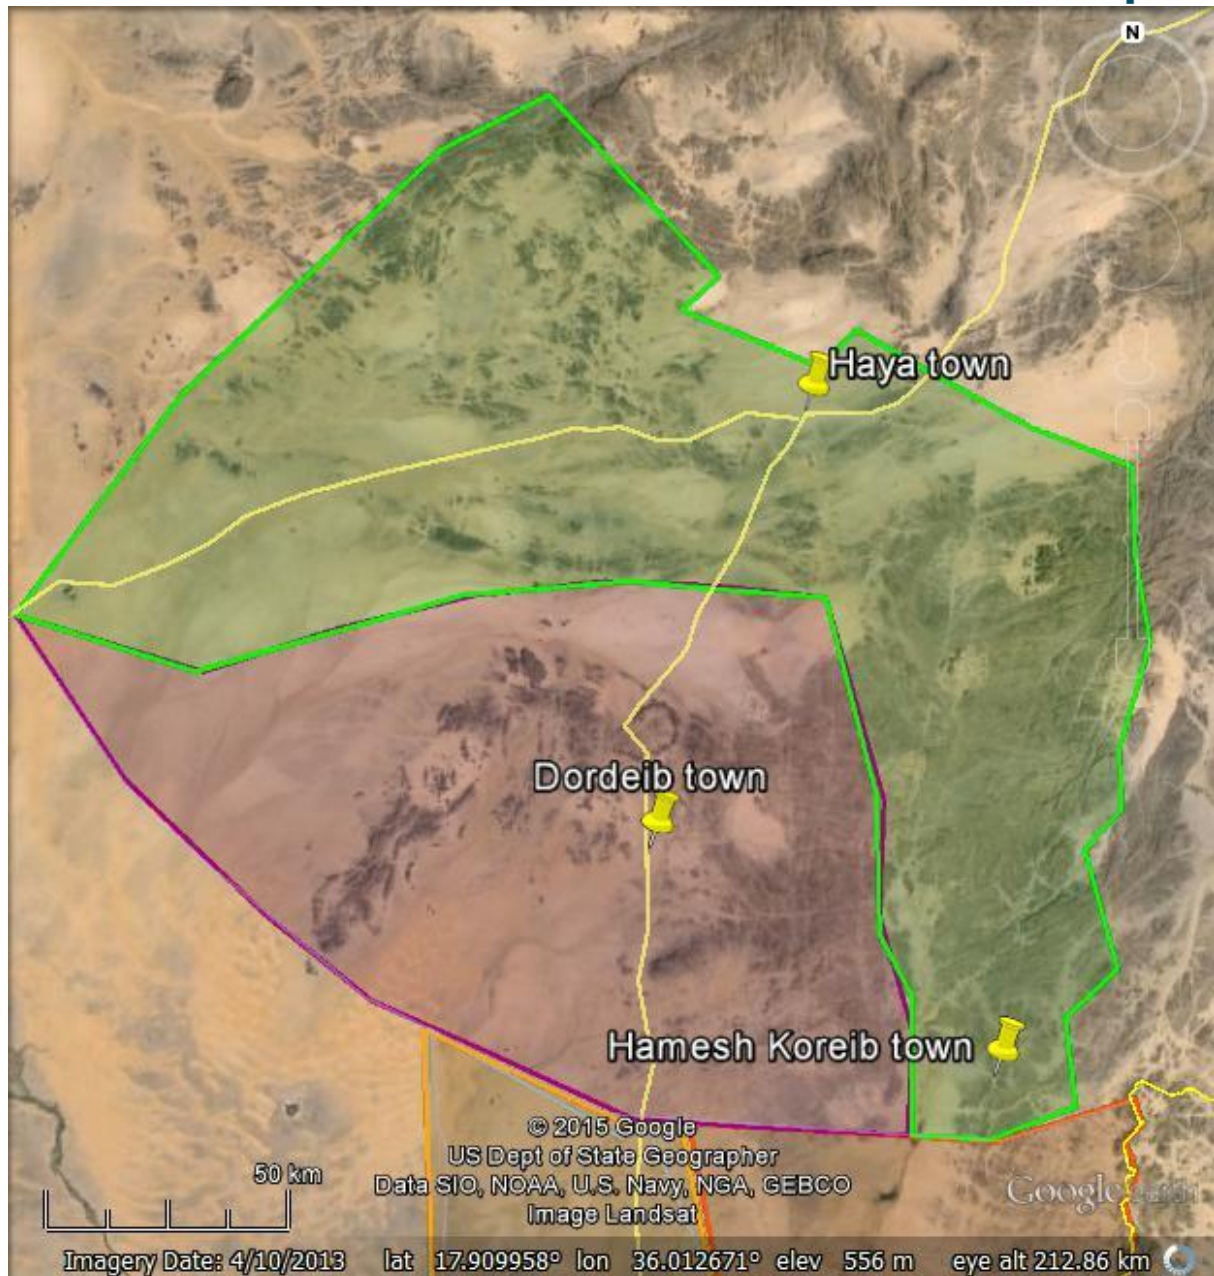 N
Haya town
Dordeib town
Hamesh Koreib town
© 2015 Google
US Dept of State Geographer
Data SIO, NOAA, U.S. Navy, NGA, GEBCO
Image Landsat
50 km
Google earth
Imagery Date: 4/10/2013 lat 17.909958° lon 36.012671° elev 556 m eye alt 212.86 km